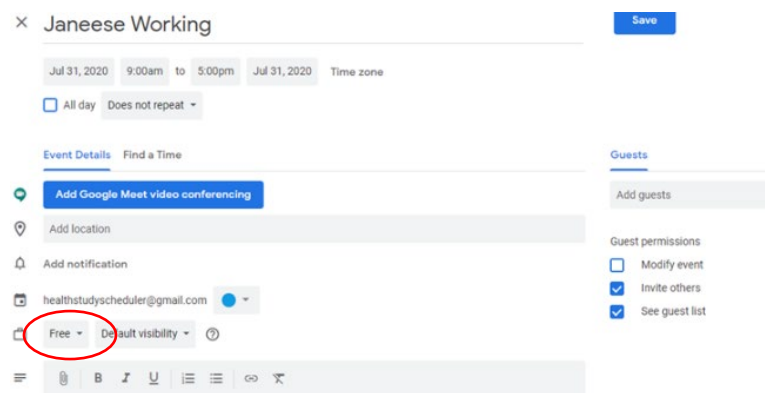 Janeese Working
Save
Jul 31, 2020 9:00am to 5:00pm Jul 31, 2020 Time zone
All day Does not repeat
Event Details Find a Time
Guests
Add Google Meet video conferencing
Add guests
Add location
Guest permissions
Add notification
Modify event
healthstudyscheduler@gmail.com
Invite others
See guest list
Free Default visibility
B I U